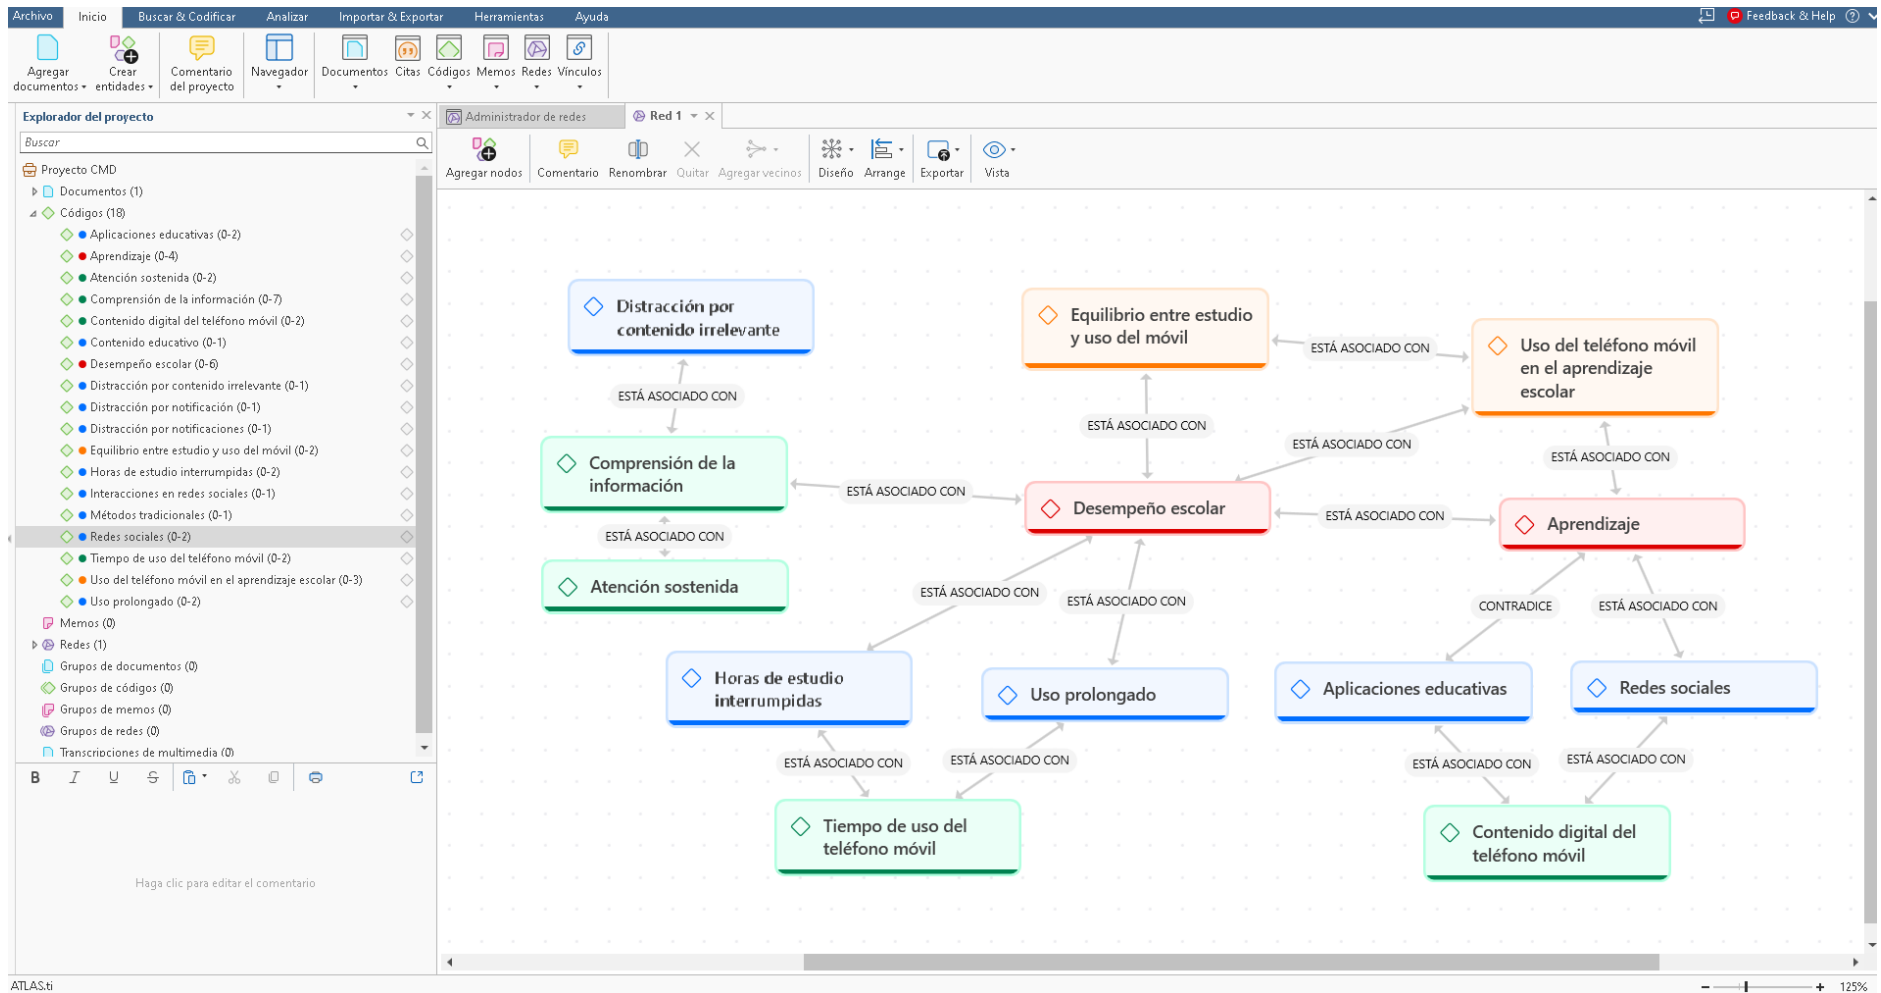 Archivo Inicio Buscar & Codificar Analizar Importar & Exportar Herramientas Ayuda Feedback & Help
Agregar documentos
Crear entidades
Comentario del proyecto
Navegador
Documentos Citas Códigos Memos Redes Vínculos
Explorador del proyecto
Buscar
Proyecto CMD
Documentos (1)
Códigos (18)
Aplicaciones educativas (0-2)
Aprendizaje (0-4)
Atención sostenida (0-2)
Comprensión de la información (0-7)
Contenido digital del teléfono móvil (0-2)
Contenido educativo (0-1)
Desempeño escolar (0-6)
Distracción por contenido irrelevante (0-1)
Distracción por notificación (0-1)
Distracción por notificaciones (0-1)
Equilibrio entre estudio y uso del móvil (0-2)
Horas de estudio interrumpidas (0-2)
Interacciones en redes sociales (0-1)
Métodos tradicionales (0-1)
Redes sociales (0-2)
Tiempo de uso del teléfono móvil (0-2)
Uso del teléfono móvil en el aprendizaje escolar (0-3)
Uso prolongado (0-2)
Memos (0)
Redes (1)
Grupos de documentos (0)
Grupos de códigos (0)
Grupos de memos (0)
Grupos de redes (0)
Transcripciones de multimedia (0)
B I U S
Haga clic para editar el comentario
Administrador de redes Red 1
Agregar nodos Comentario Renombrar Quitar Agregar vecinos Diseño Arrange Exportar Vista
Distracción por
contenido irrelevante
Equilibrio entre estudio
y uso del móvil
ESTÁ ASOCIADO CON
Uso del teléfono móvil
en el aprendizaje
escolar
ESTÁ ASOCIADO CON
ESTÁ ASOCIADO CON
ESTÁ ASOCIADO CON
ESTÁ ASOCIADO CON
Comprensión de la
información
ESTÁ ASOCIADO CON
Desempeño escolar
ESTÁ ASOCIADO CON
Aprendizaje
ESTÁ ASOCIADO CON
Atención sostenida
ESTÁ ASOCIADO CON
ESTÁ ASOCIADO CON
CONTRADICE
ESTÁ ASOCIADO CON
Horas de estudio
interrumpidas
Uso prolongado
Aplicaciones educativas
Redes sociales
ESTÁ ASOCIADO CON
ESTÁ ASOCIADO CON
ESTÁ ASOCIADO CON
ESTÁ ASOCIADO CON
Tiempo de uso del
teléfono móvil
Contenido digital del
teléfono móvil
ATLAS.ti
125%